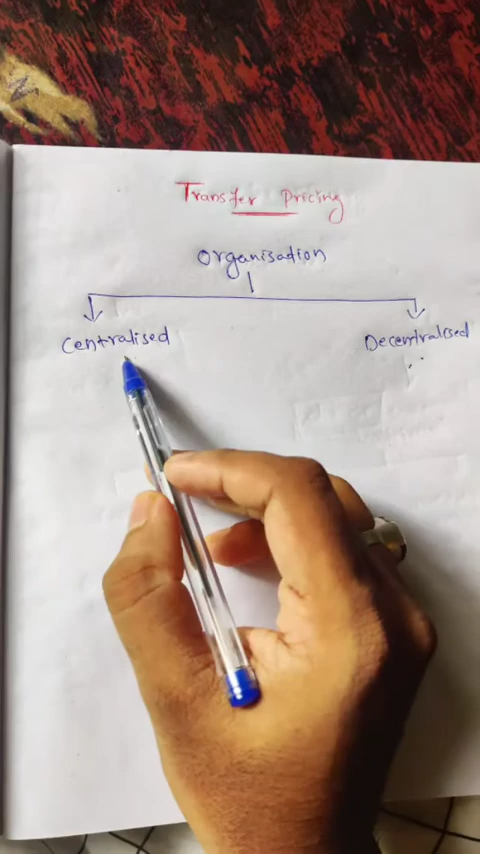 Transfer Pricing
Organisation
Centralised
Decentralised